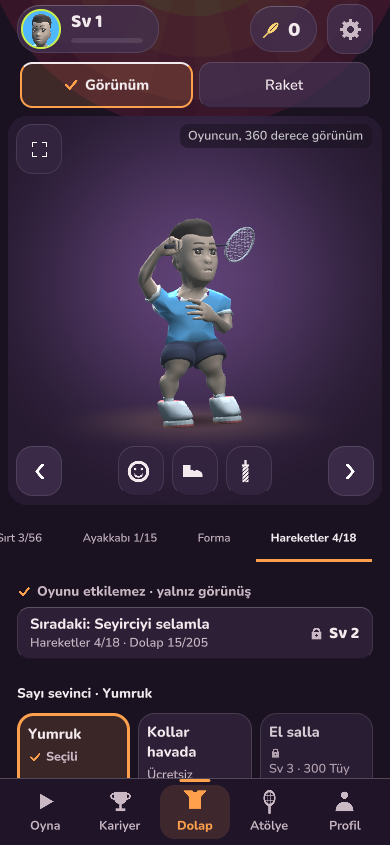 Sv 1
0
Görünüm
Raket
Oyuncun, 360 derece görünüm
Sırt 3/56
Ayakkabı 1/15
Forma
Hareketler 4/18
Oyunu etkilemez · yalnız görünüş
Sıradaki: Seyirciyi selamla
Hareketler 4/18 · Dolap 15/205
Sv 2
Sayı sevinci · Yumruk
Yumruk
Seçili
Kollar
havada
Ücretsiz
El salla
Sv 3 · 300 Tüy
Oyna
Kariyer
Dolap
Atölye
Profil